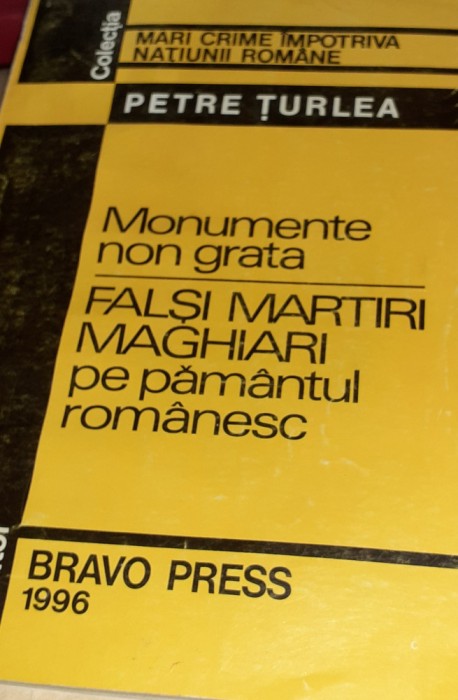 Colecția
MARI CRIME ÎMPOTRIVA
NAȚIUNII ROMÂNE
PETRE ȚURLEA
Monumente
non grata
FALȘI MARTIRI
MAGHIARI
pe pământul
românesc
BRAVO PRESS
1996